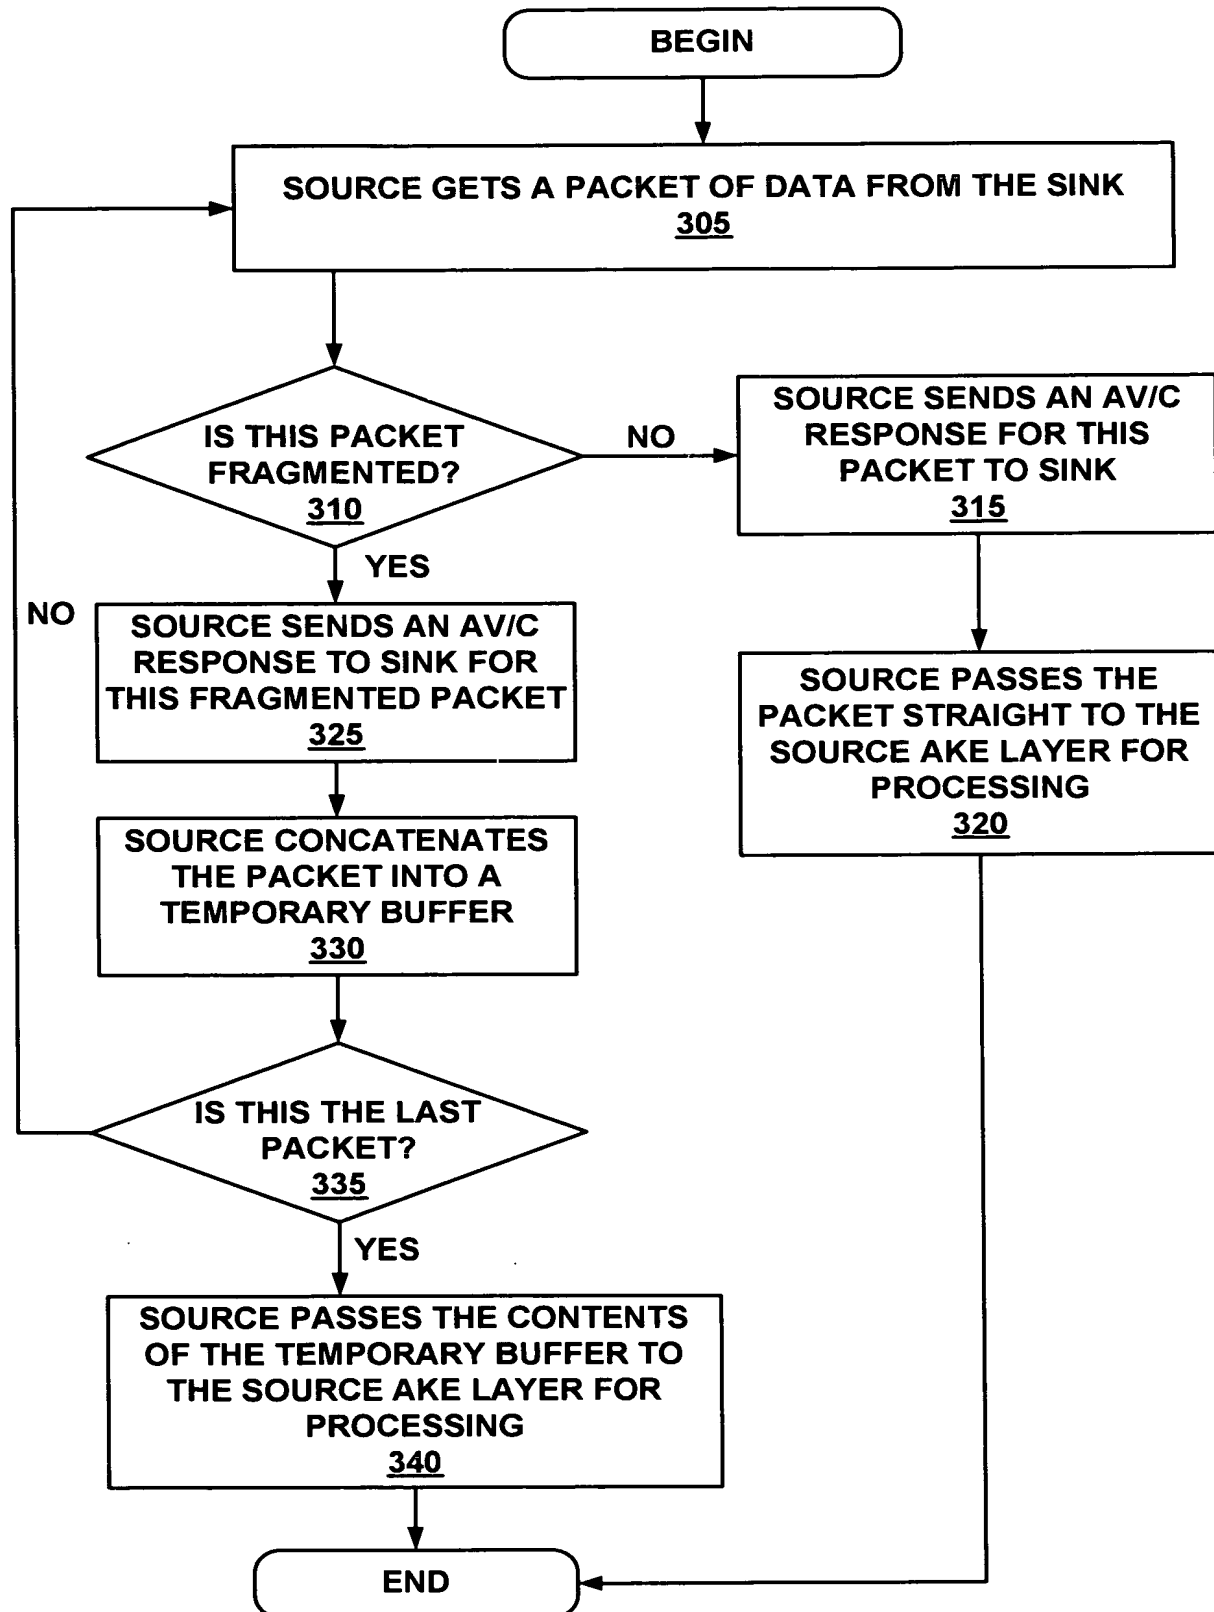 BEGIN
SOURCE GETS A PACKET OF DATA FROM THE SINK
305
IS THIS PACKET
FRAGMENTED?
310
NO
SOURCE SENDS AN AV/C
RESPONSE FOR THIS
PACKET TO SINK
315
YES
NO
SOURCE SENDS AN AV/C
RESPONSE TO SINK FOR
THIS FRAGMENTED PACKET
325
SOURCE PASSES THE
PACKET STRAIGHT TO THE
SOURCE AKE LAYER FOR
PROCESSING
320
SOURCE CONCATENATES
THE PACKET INTO A
TEMPORARY BUFFER
330
IS THIS THE LAST
PACKET?
335
YES
SOURCE PASSES THE CONTENTS
OF THE TEMPORARY BUFFER TO
THE SOURCE AKE LAYER FOR
PROCESSING
340
END